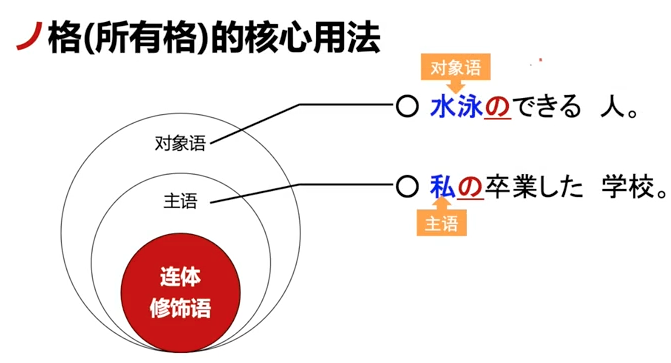 ノ格(所有格)的核心用法
对象语
○ 水泳のできる 人。
对象语
主语
○ 私の卒業した 学校。
主语
连体
修饰语